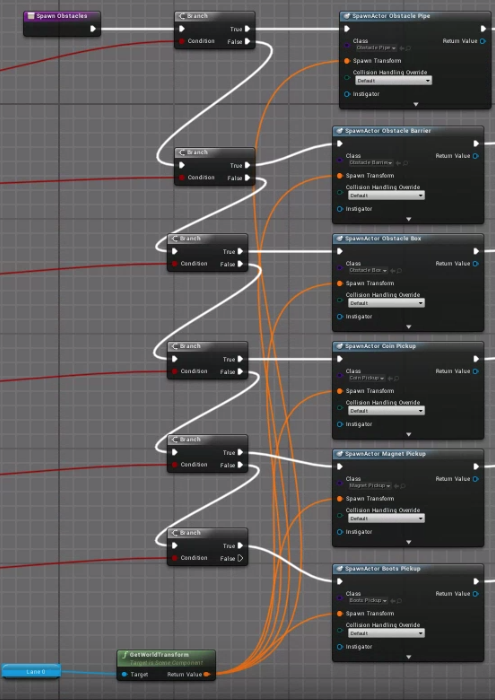 Spawn Obstacles
Branch
True
Condition
False
SpawnActor Obstacle Pipe
Class
Obstacle Pipe
Return Value
Spawn Transform
Collision Handling Override
Default
Instigator
Branch
True
Condition
False
SpawnActor Obstacle Barrier
Class
Obstacle Barrier
Return Value
Spawn Transform
Collision Handling Override
Default
Instigator
Branch
True
Condition
False
SpawnActor Obstacle Box
Class
Obstacle Box
Return Value
Spawn Transform
Collision Handling Override
Default
Instigator
Branch
True
Condition
False
SpawnActor Coin Pickup
Class
Coin Pickup
Return Value
Spawn Transform
Collision Handling Override
Default
Instigator
Branch
True
Condition
False
SpawnActor Magnet Pickup
Class
Magnet Pickup
Return Value
Spawn Transform
Collision Handling Override
Default
Instigator
Branch
True
Condition
False
SpawnActor Boots Pickup
Class
Boots Pickup
Return Value
Spawn Transform
Collision Handling Override
Default
Instigator
Lane 0
GetWorldTransform
Target is Scene Component
Target
Return Value